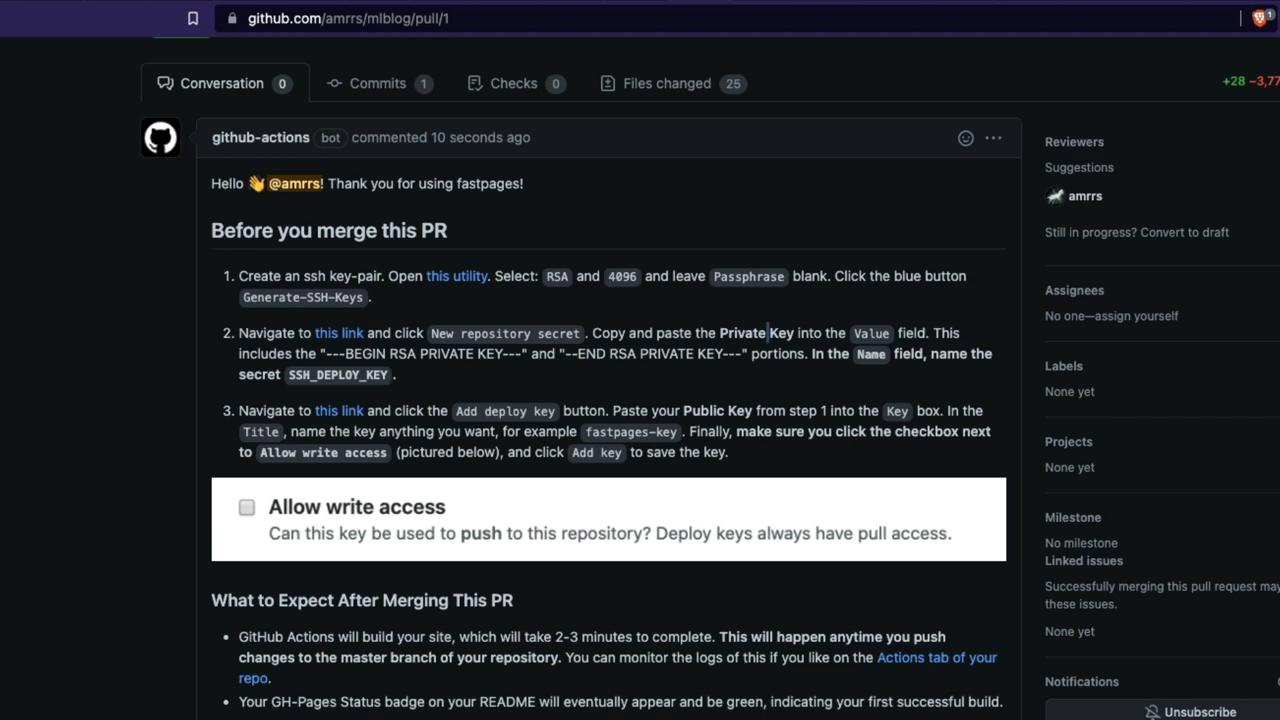 github.com/amrrs/mlblog/pull/1
1
Conversation 0
Commits 1
Checks 0
Files changed 25
+28 −3,77
github-actions bot commented 10 seconds ago
Hello 👋 @amrrs! Thank you for using fastpages!
Before you merge this PR
1. Create an ssh key-pair. Open this utility. Select: RSA and 4096 and leave Passphrase blank. Click the blue button
Generate-SSH-Keys.
2. Navigate to this link and click New repository secret. Copy and paste the Private Key into the Value field. This
includes the "---BEGIN RSA PRIVATE KEY---" and "--END RSA PRIVATE KEY---" portions. In the Name field, name the
secret SSH_DEPLOY_KEY.
3. Navigate to this link and click the Add deploy key button. Paste your Public Key from step 1 into the Key box. In the
Title, name the key anything you want, for example fastpages-key. Finally, make sure you click the checkbox next
to Allow write access (pictured below), and click Add key to save the key.
Allow write access
Can this key be used to push to this repository? Deploy keys always have pull access.
What to Expect After Merging This PR
• GitHub Actions will build your site, which will take 2-3 minutes to complete. This will happen anytime you push
changes to the master branch of your repository. You can monitor the logs of this if you like on the Actions tab of your
repo.
• Your GH-Pages Status badge on your README will eventually appear and be green, indicating your first successful build.
Reviewers
Suggestions
amrrs
Still in progress? Convert to draft
Assignees
No one—assign yourself
Labels
None yet
Projects
None yet
Milestone
No milestone
Linked issues
Successfully merging this pull request may
these issues.
None yet
Notifications
Unsubscribe